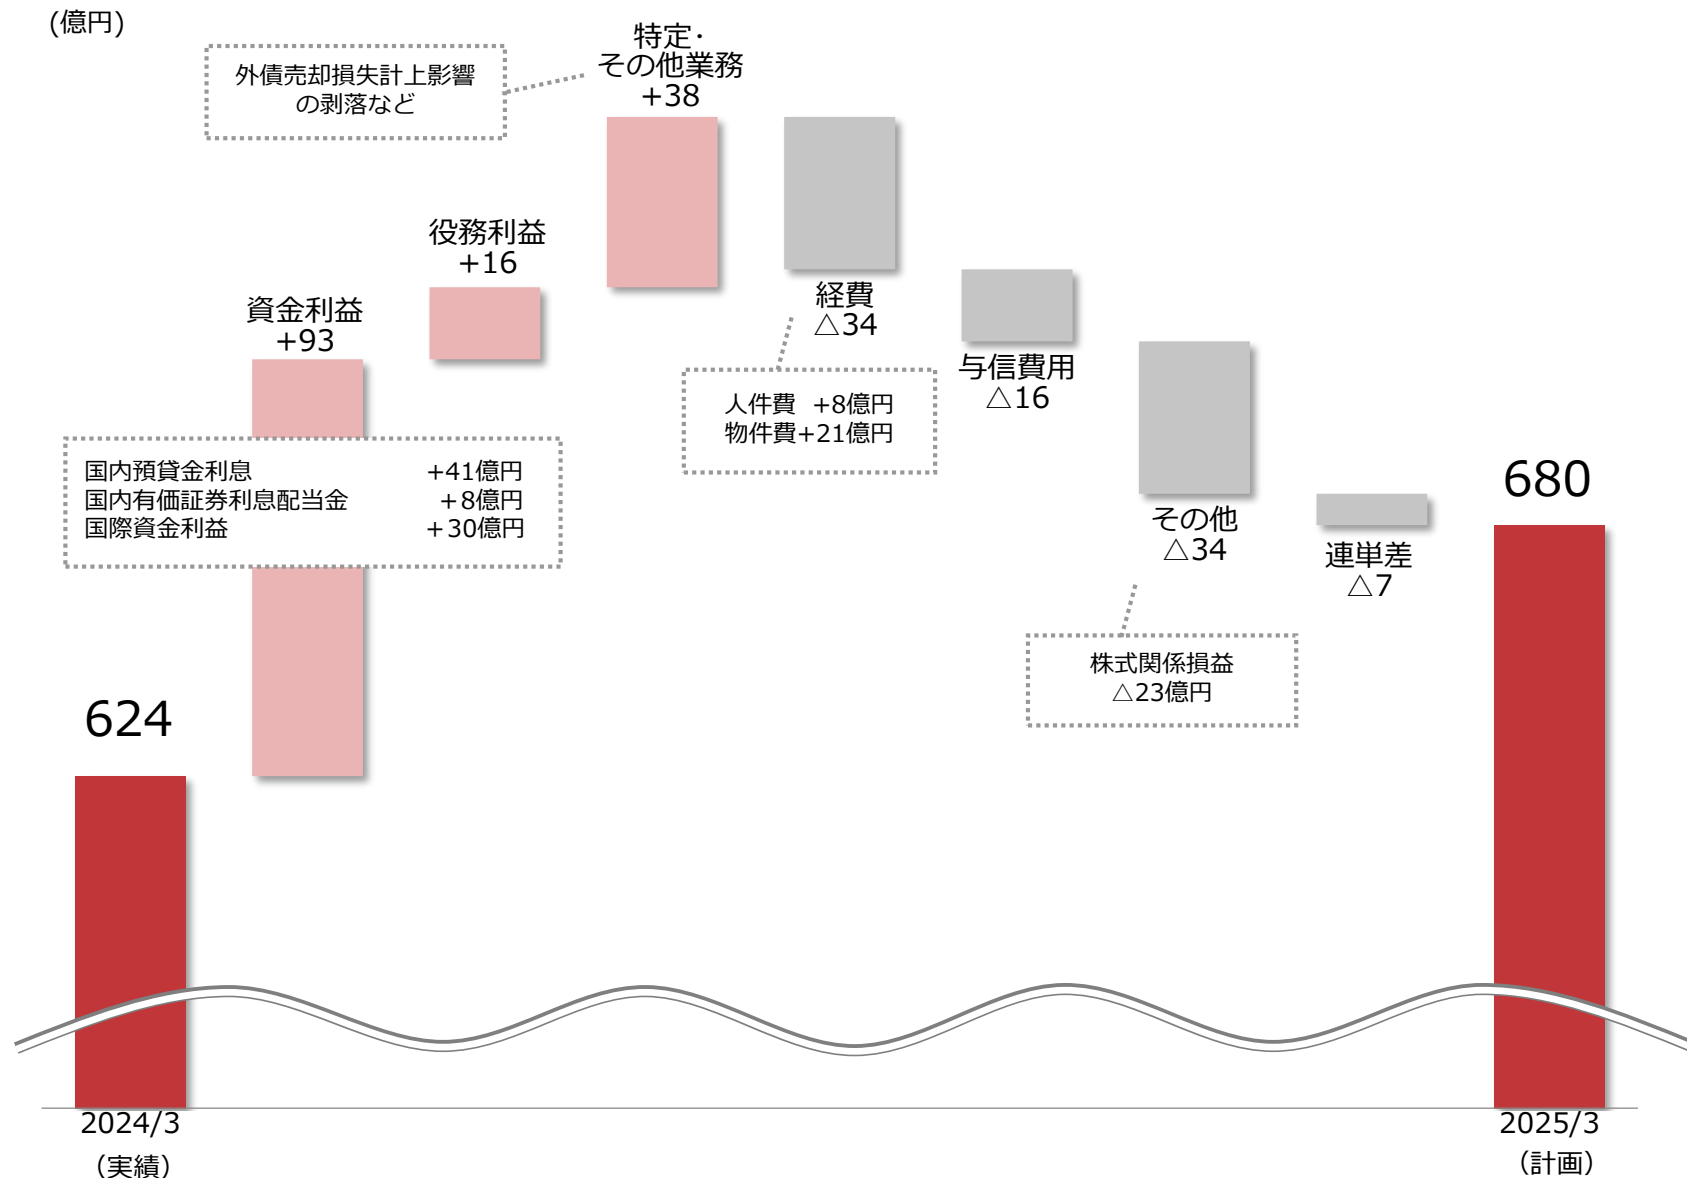 (億円)
外債売却損失計上影響
の剥落など
特定・
その他業務
+38
役務利益
+16
資金利益
+93
国内預貸金利息 +41億円
国内有価証券利息配当金 +8億円
国際資金利益 +30億円
経費
△34
人件費 +8億円
物件費+21億円
与信費用
△16
その他
△34
株式関係損益
△23億円
連単差
△7
624
680
2024/3
（実績）
2025/3
（計画）